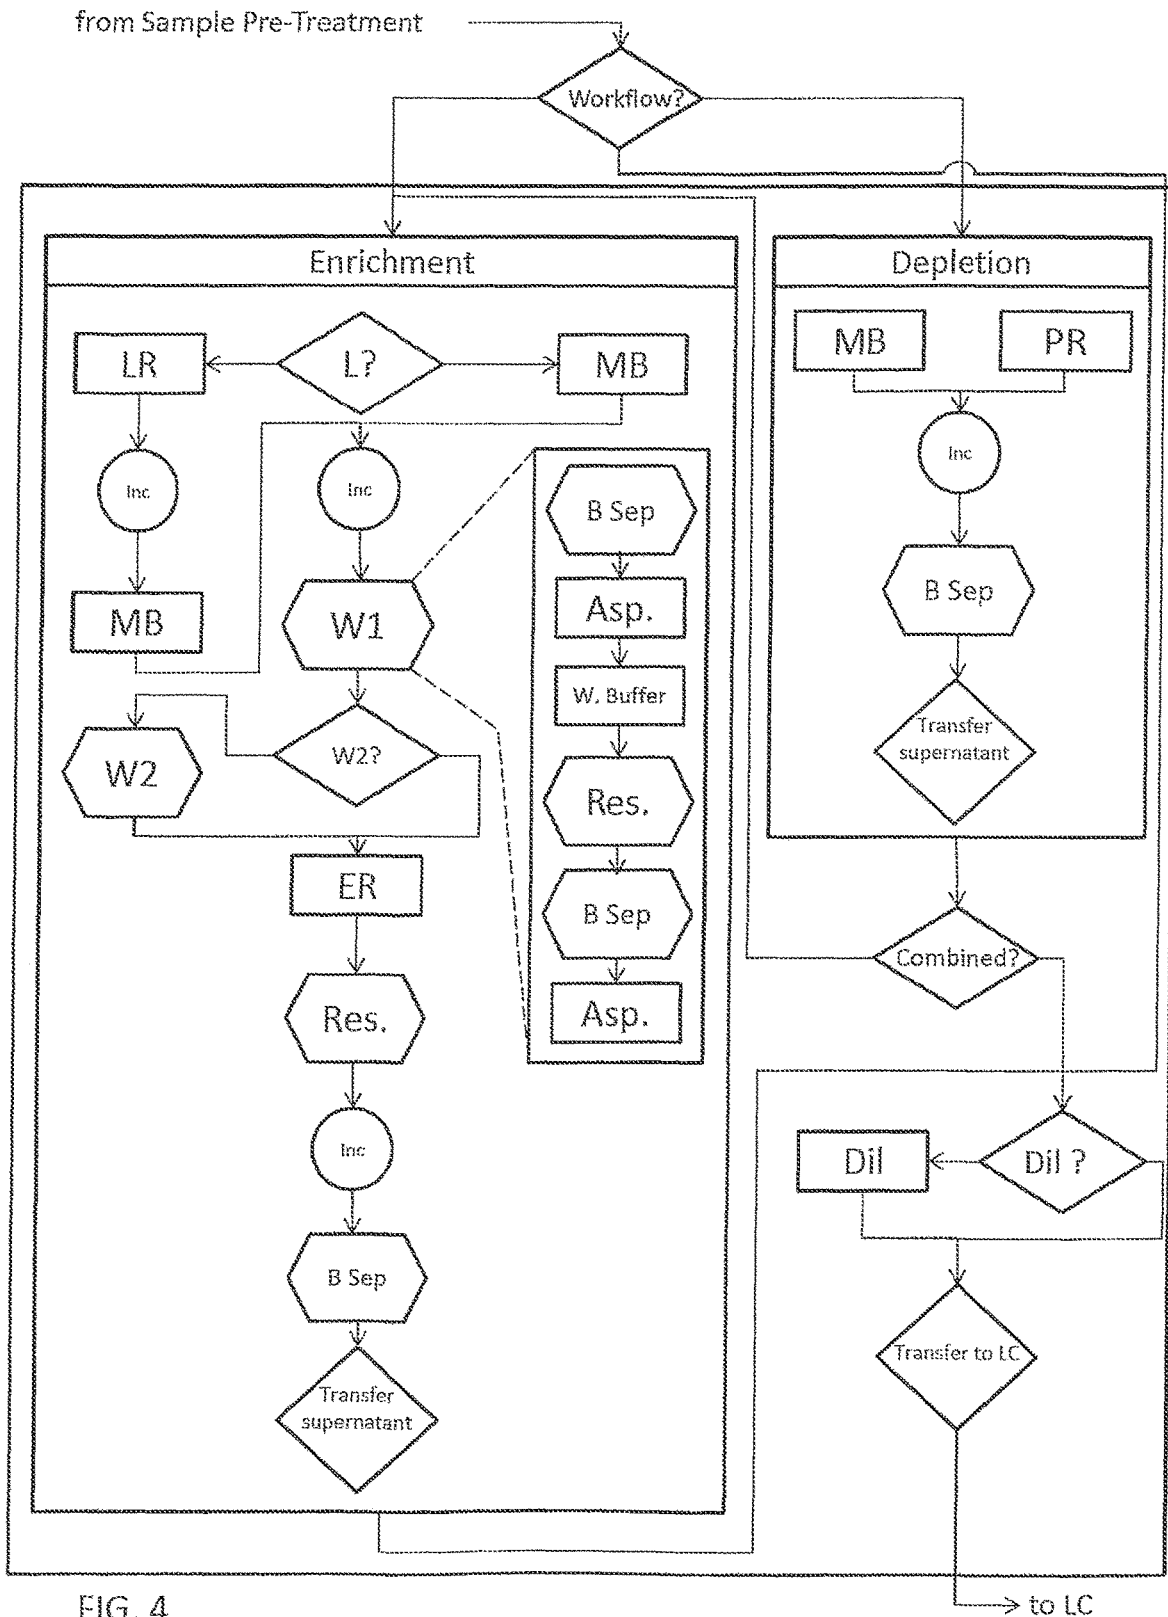 from Sample Pre-Treatment
Workflow?
Enrichment
LR
L?
MB
Inc
Inc
MB
W1
W2
W2?
ER
Res.
Inc
B Sep
Transfer
supernatant
B Sep
Asp.
W. Buffer
Res.
B Sep
Asp.
Depletion
MB
PR
Inc
B Sep
Transfer
supernatant
Combined?
Dil
Dil ?
Transfer to LC
to LC
FIG. 4